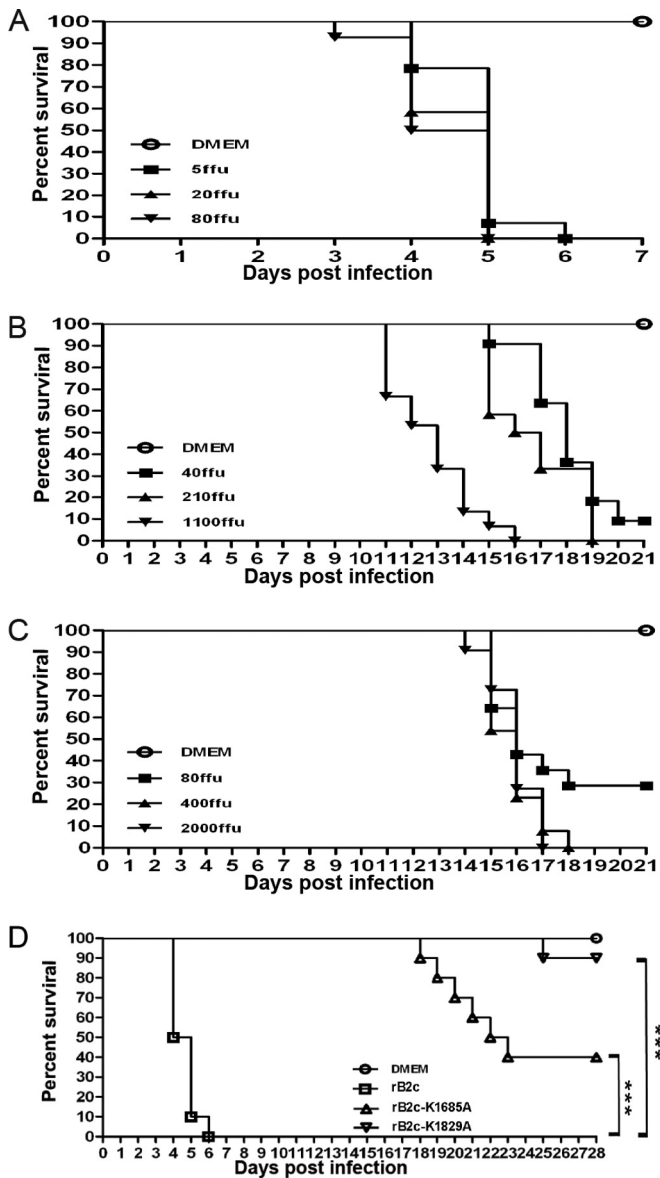 A
Percent surviral
100
90
80
70
60
50
40
30
20
10
0
DMEM
5ffu
20ffu
80ffu
0 1 2 3 4 5 6 7
Days post infection
B
Percent surviral
100
90
80
70
60
50
40
30
20
10
0
DMEM
40ffu
210ffu
1100ffu
0 1 2 3 4 5 6 7 8 9 10 11 12 13 14 15 16 17 18 19 20 21
Days post infection
C
Percent surviral
100
90
80
70
60
50
40
30
20
10
0
DMEM
80ffu
400ffu
2000ffu
0 1 2 3 4 5 6 7 8 9 10 11 12 13 14 15 16 17 18 19 20 21
Days post infection
D
Percent surviral
100
90
80
70
60
50
40
30
20
10
0
DMEM
rB2c
rB2c-K1685A
rB2c-K1829A
***
***
0 1 2 3 4 5 6 7 8 9 10 11 12 13 14 15 16 17 18 19 20 21 22 23 24 25 26 27 28
Days post infection